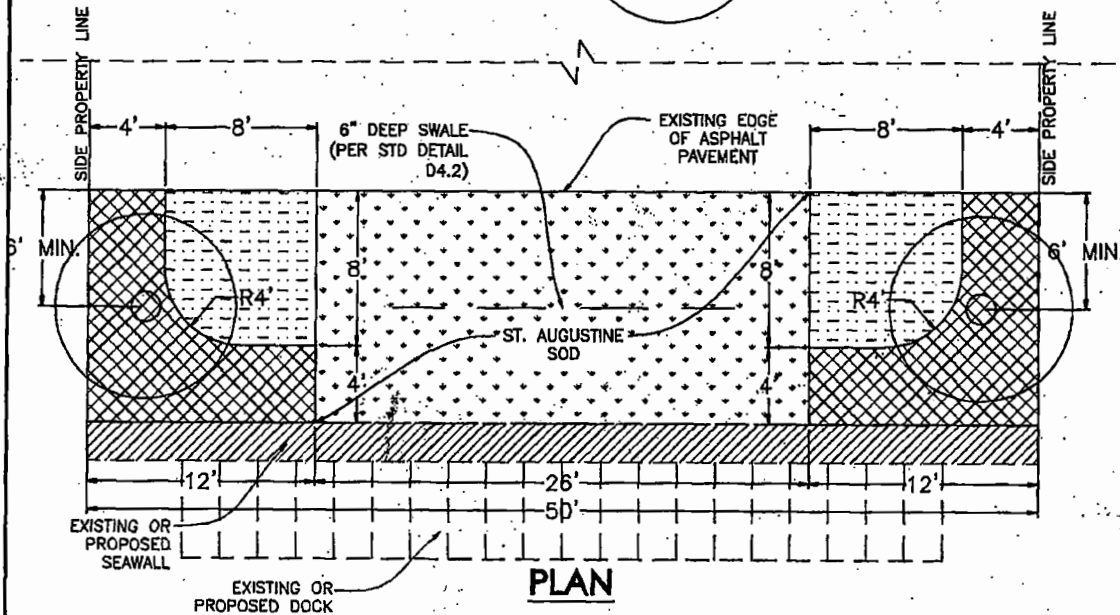 SIDE PROPERTY LINE
SIDE PROPERTY LINE
4'
8'
8'
4'
6" DEEP SWALE
(PER STD DETAIL
D4.2)
EXISTING EDGE
OF ASPHALT
PAVEMENT
6' MIN.
6' MIN
8'
8'
R4'
R4'
ST. AUGUSTINE
SOD
4'
4'
12'
26'
12'
50'
EXISTING OR
PROPOSED
SEAWALL
EXISTING OR
PROPOSED DOCK
PLAN